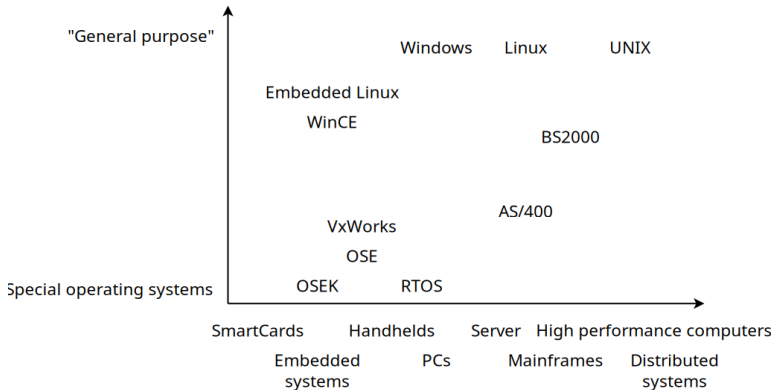 "General purpose"
Windows Linux UNIX
Embedded Linux
WinCE
BS2000
AS/400
VxWorks
OSE
OSEK RTOS
Special operating systems
SmartCards Handhelds Server High performance computers
Embedded systems PCs Mainframes Distributed systems